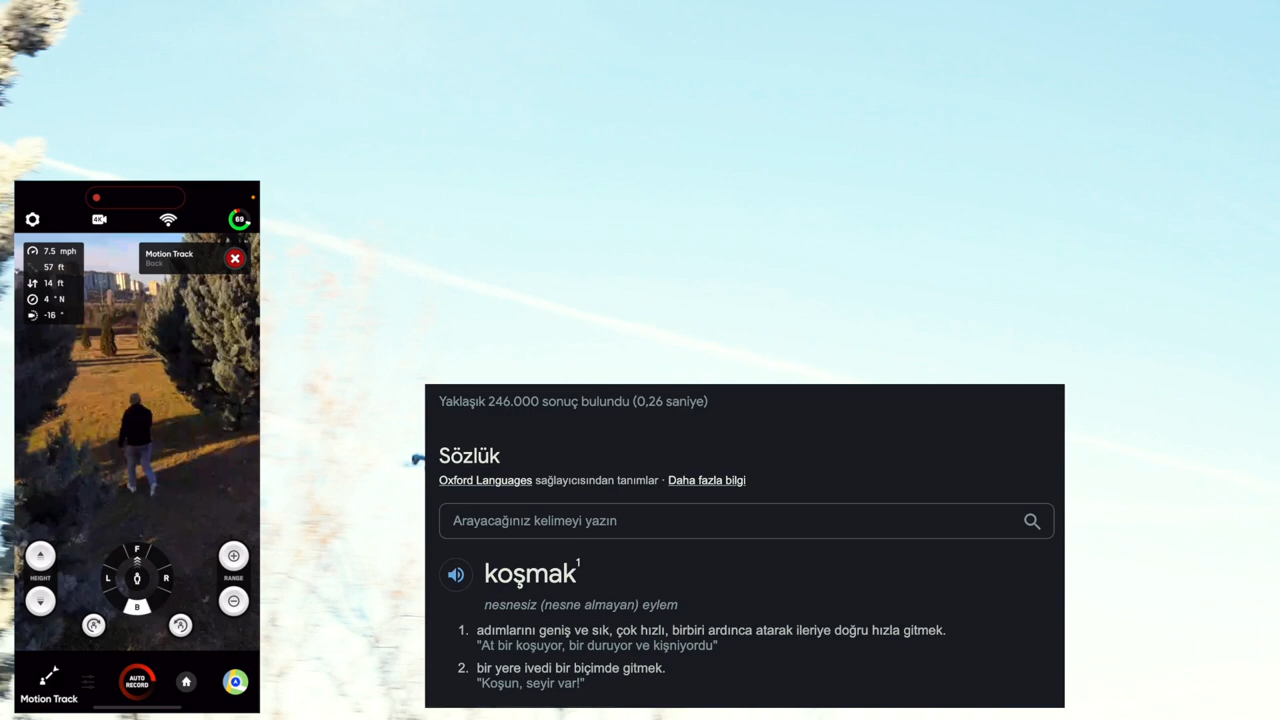 4K
69
7.5 mph
57 ft
14 ft
4 ° N
-16 °
Motion Track
Back
HEIGHT
F
L
R
B
RANGE
AUTO
RECORD
Motion Track
Yaklaşık 246.000 sonuç bulundu (0,26 saniye)
Sözlük
Oxford Languages sağlayıcısından tanımlar · Daha fazla bilgi
Arayacağınız kelimeyi yazın
koşmak¹
nesnesiz (nesne almayan) eylem
1. adımlarını geniş ve sık, çok hızlı, birbiri ardınca atarak ileriye doğru hızla gitmek.
"At bir koşuyor, bir duruyor ve kişniyordu"
2. bir yere ivedi bir biçimde gitmek.
"Koşun, seyir var!"